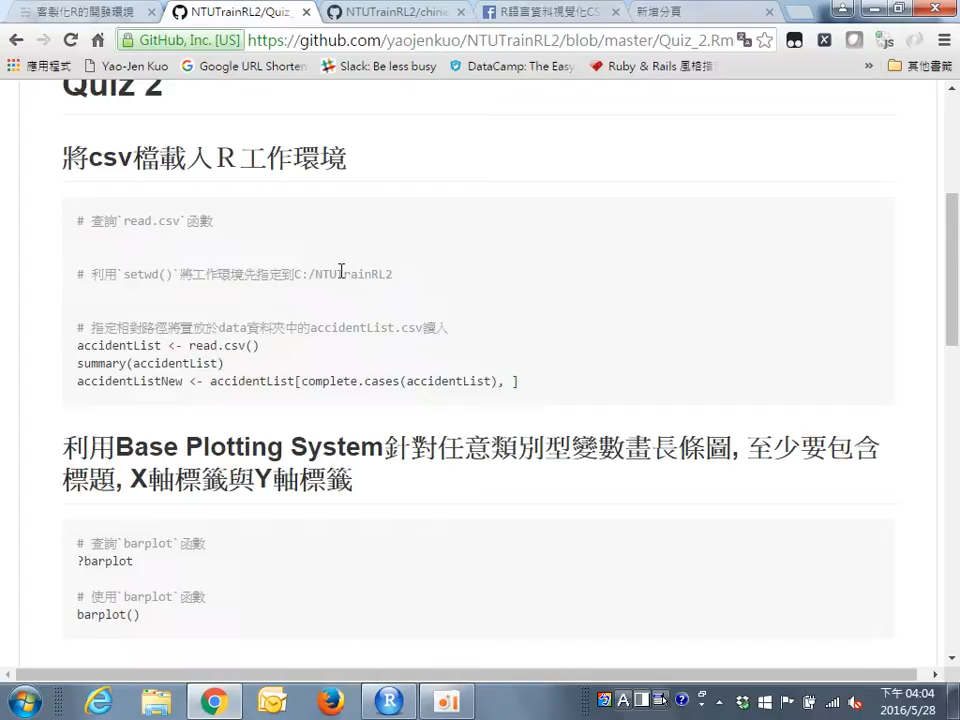 客製化R的開發環境
NTUTrainRL2/Quiz_
NTUTrainRL2/chine
R語言資料視覺化CS
新增分頁
GitHub, Inc. [US]
https://github.com/yaojenkuo/NTUTrainRL2/blob/master/Quiz_2.Rm
應用程式
Yao-Jen Kuo
Google URL Shorten
Slack: Be less busy
DataCamp: The Easy
Ruby & Rails 風格指
»
其他書籤
Quiz 2
將csv檔載入Ｒ工作環境
# 查詢`read.csv`函數
# 利用`setwd()`將工作環境先指定到C:/NTUTrainRL2
# 指定相對路徑將置放於data資料夾中的accidentList.csv讀入
accidentList <- read.csv()
summary(accidentList)
accidentListNew <- accidentList[complete.cases(accidentList), ]
利用Base Plotting System針對任意類別型變數畫長條圖, 至少要包含
標題, X軸標籤與Y軸標籤
# 查詢`barplot`函數
?barplot
# 使用`barplot`函數
barplot()
下午 04:04
2016/5/28